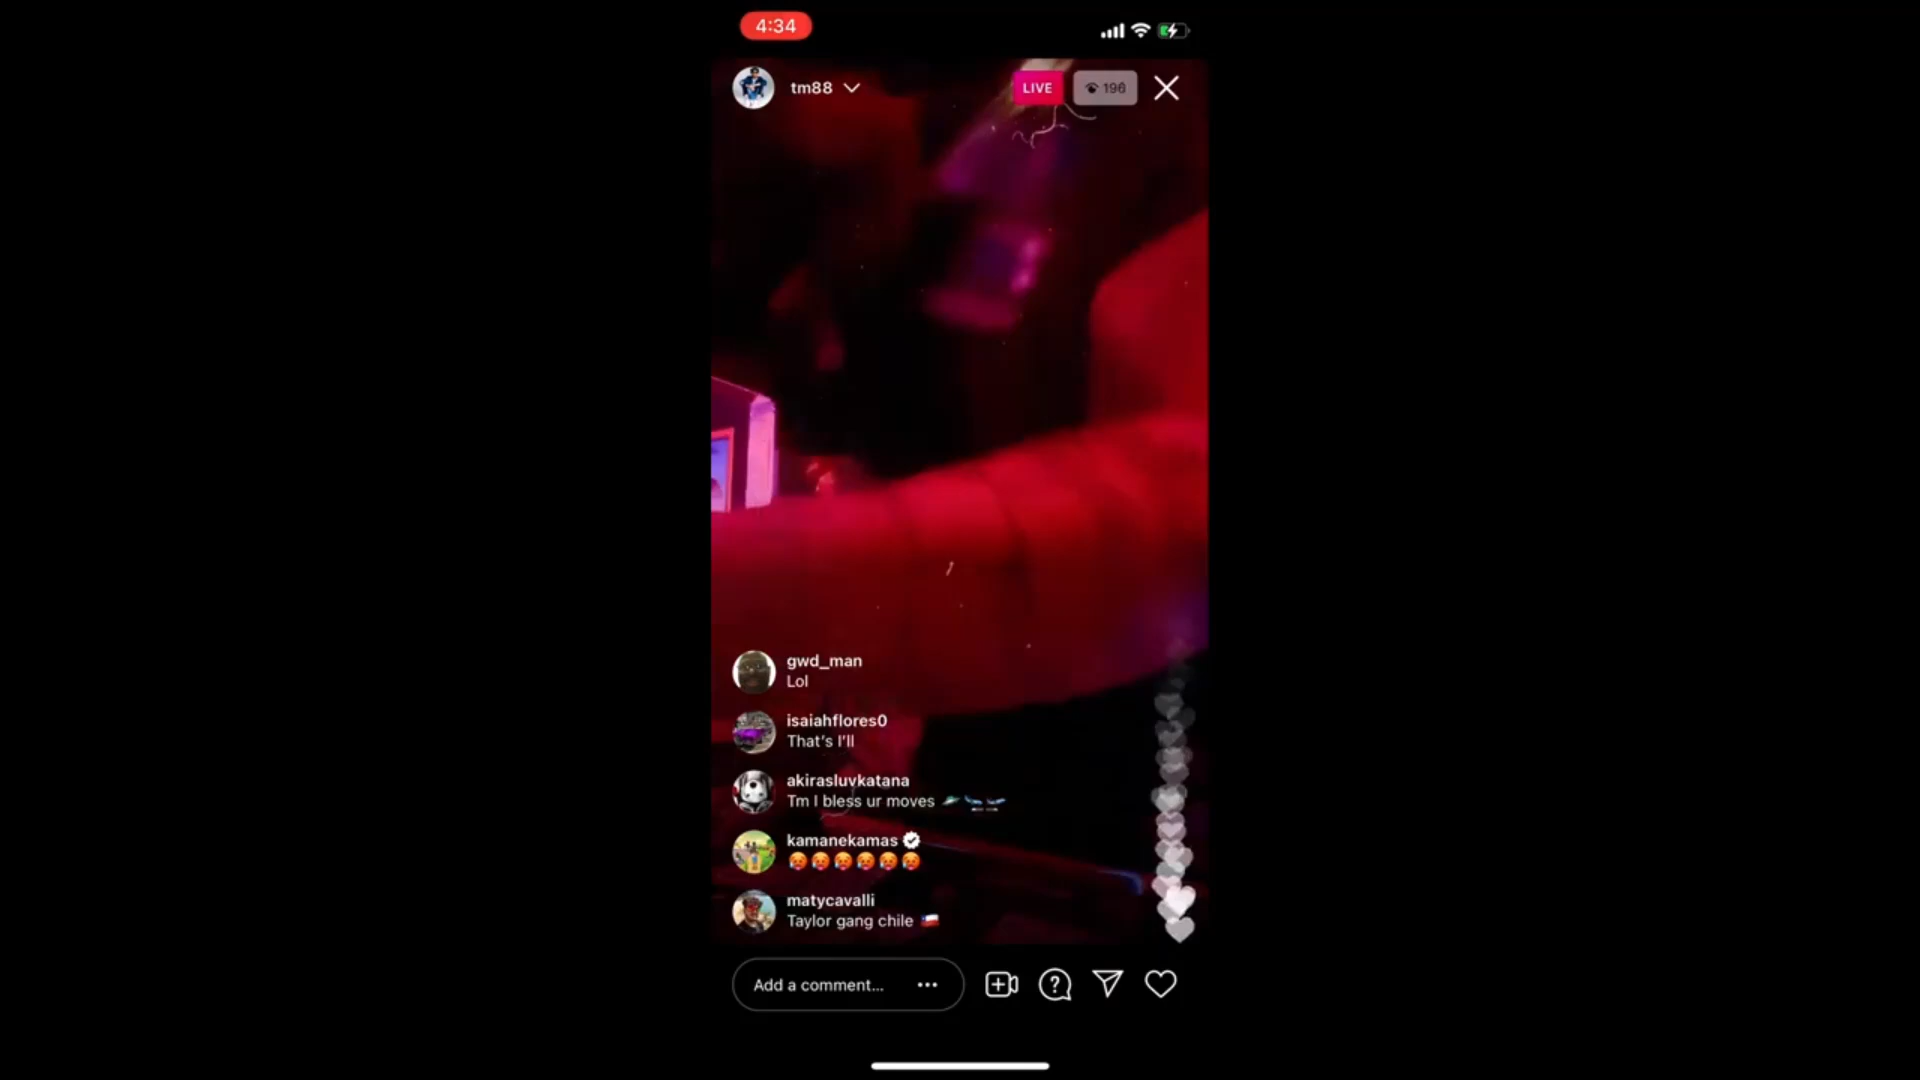 4:34
tm88
LIVE
196
gwd_man
Lol
isaiahflores0
That's I'll
akirasluvkatana
Tm I bless ur moves 🛸
kamanekamas
🥵🥵🥵🥵🥵🥵
matycavalli
Taylor gang chile 🇨🇱
Add a comment...